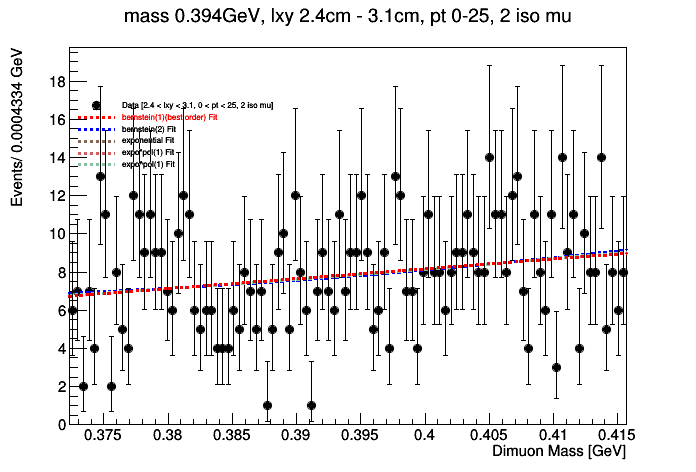 mass 0.394GeV, lxy 2.4cm - 3.1cm, pt 0-25, 2 iso mu
Events/ 0.0004334 GeV
18
16
14
12
10
8
6
4
2
0
Data [2.4 < lxy < 3.1, 0 < pt < 25, 2 iso mu]
bernstein(1)(best order) Fit
bernstein(2) Fit
exponential Fit
expo*pol(1) Fit
expo*pol(1) Fit
0.375 0.38 0.385 0.39 0.395 0.4 0.405 0.41 0.415
Dimuon Mass [GeV]